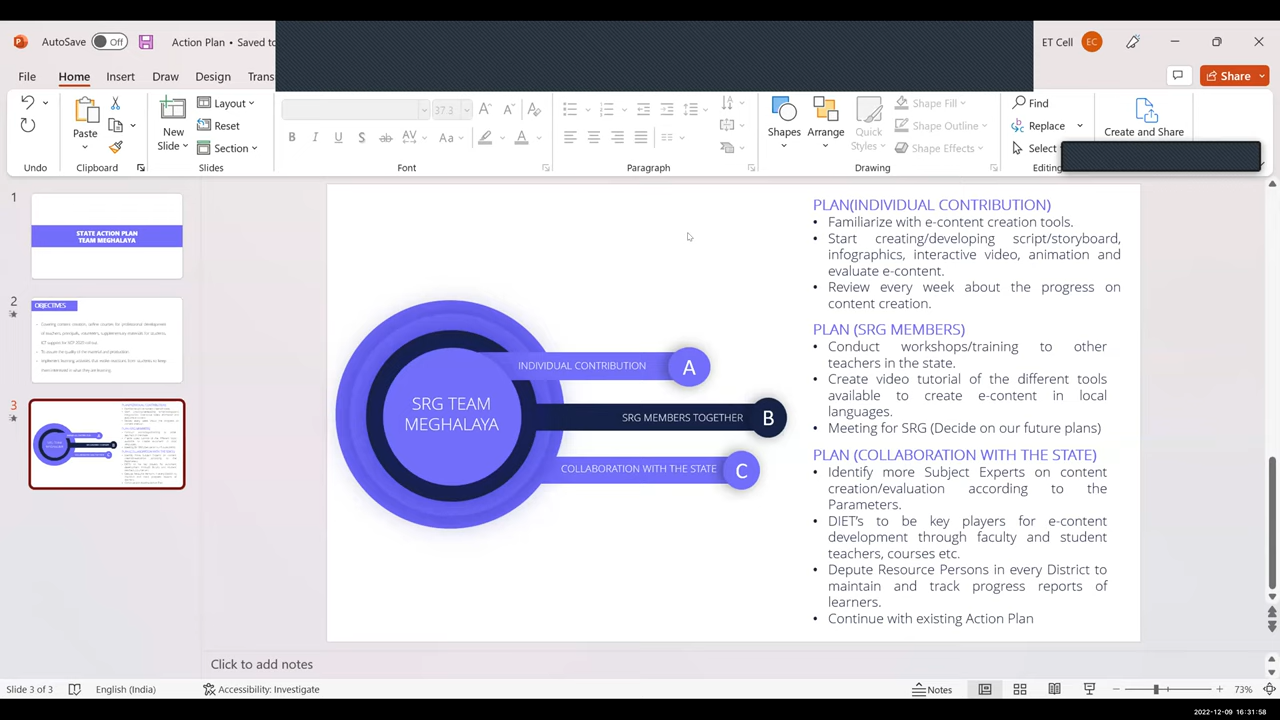 AutoSave Off Action Plan • Saved to ET Cell EC
File Home Insert Draw Design Trans Share
Paste
Clipboard
Undo
New Slide
Layout
Reset
Section
Slides
37.3
Font
Paragraph
Shapes
Arrange
Quick Styles
Shape Fill
Shape Outline
Shape Effects
Drawing
Find
Replace
Select
Editing
Create and Share
1
STATE ACTION PLAN
TEAM MEGHALAYA
2
OBJECTIVES
3
SRG TEAM
MEGHALAYA
INDIVIDUAL CONTRIBUTION A
SRG MEMBERS TOGETHER B
COLLABORATION WITH THE STATE C
PLAN(INDIVIDUAL CONTRIBUTION)
• Familiarize with e-content creation tools.
• Start creating/developing script/storyboard,
infographics, interactive video, animation and
evaluate e-content.
• Review every week about the progress on
content creation.
PLAN (SRG MEMBERS)
• Conduct workshops/training to other
teachers in the state.
• Create video tutorial of the different tools
available to create e-content in local
languages.
• Meeting for SRG (Decide on our future plans)
PLAN (COLLABORATION WITH THE STATE)
• Identify more Subject Experts on content
creation/evaluation according to the
Parameters.
• DIET's to be key players for e-content
development through faculty and student
teachers, courses etc.
• Depute Resource Persons in every District to
maintain and track progress reports of
learners.
• Continue with existing Action Plan
Click to add notes
Slide 3 of 3 English (India) Accessibility: Investigate Notes 73%
2022-12-09 16:31:58